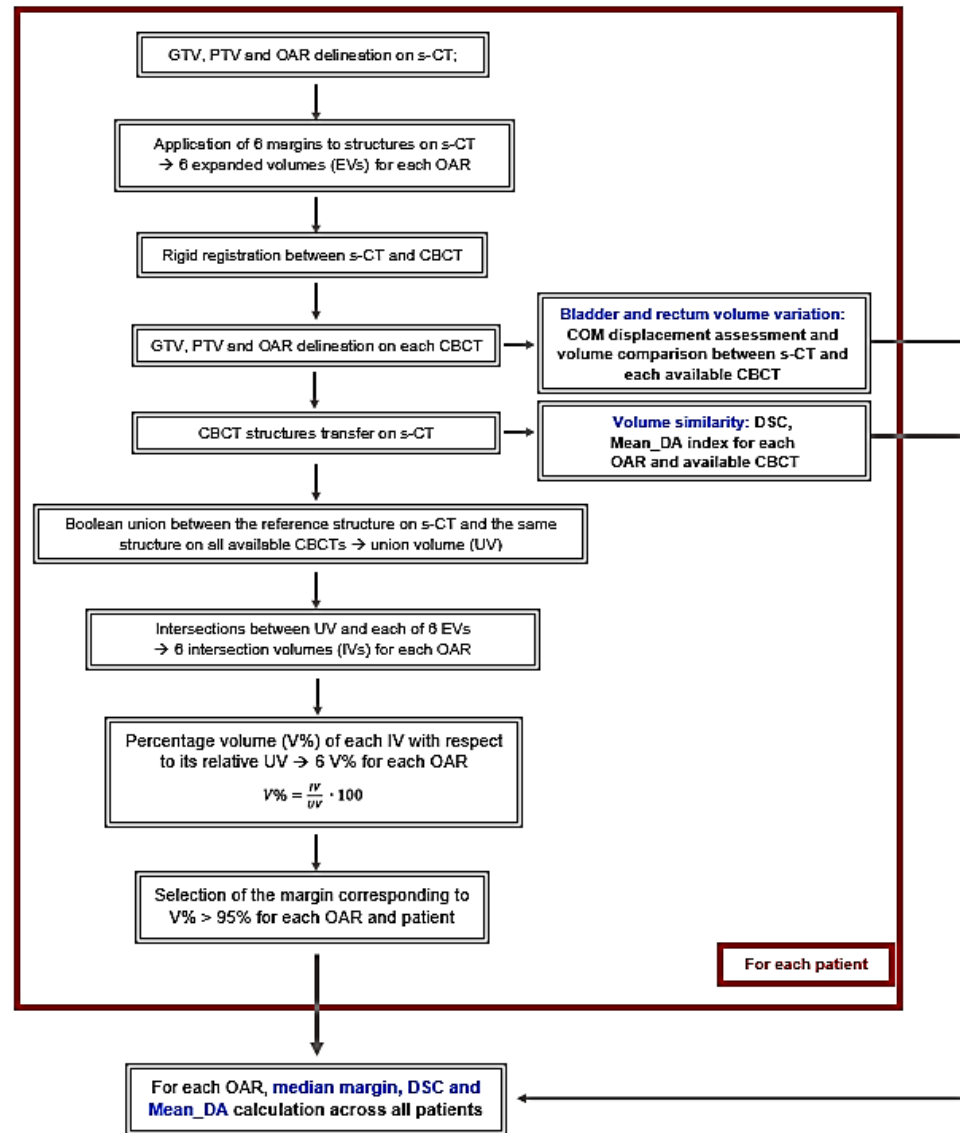 GTV, PTV and OAR delineation on s-CT;
Application of 6 margins to structures on s-CT
→ 6 expanded volumes (EVs) for each OAR
Rigid registration between s-CT and CBCT
GTV, PTV and OAR delineation on each CBCT
Bladder and rectum volume variation:
COM displacement assessment and
volume comparison between s-CT and
each available CBCT
CBCT structures transfer on s-CT
Volume similarity: DSC,
Mean_DA index for each
OAR and available CBCT
Boolean union between the reference structure on s-CT and the same
structure on all available CBCTs → union volume (UV)
Intersections between UV and each of 6 EVs
→ 6 intersection volumes (IVs) for each OAR
Percentage volume (V%) of each IV with respect
to its relative UV → 6 V% for each OAR
V% = IV/UV · 100
Selection of the margin corresponding to
V% > 95% for each OAR and patient
For each patient
For each OAR, median margin, DSC and
Mean_DA calculation across all patients